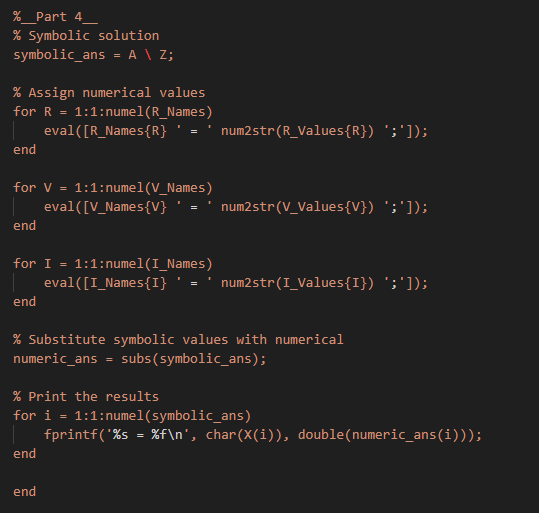 %__Part 4__
% Symbolic solution
symbolic_ans = A \ Z;
% Assign numerical values
for R = 1:1:numel(R_Names)
    eval([R_Names{R} ' = ' num2str(R_Values{R}) ';']);
end
for V = 1:1:numel(V_Names)
    eval([V_Names{V} ' = ' num2str(V_Values{V}) ';']);
end
for I = 1:1:numel(I_Names)
    eval([I_Names{I} ' = ' num2str(I_Values{I}) ';']);
end
% Substitute symbolic values with numerical
numeric_ans = subs(symbolic_ans);
% Print the results
for i = 1:1:numel(symbolic_ans)
    fprintf('%s = %f\n', char(X(i)), double(numeric_ans(i)));
end
end